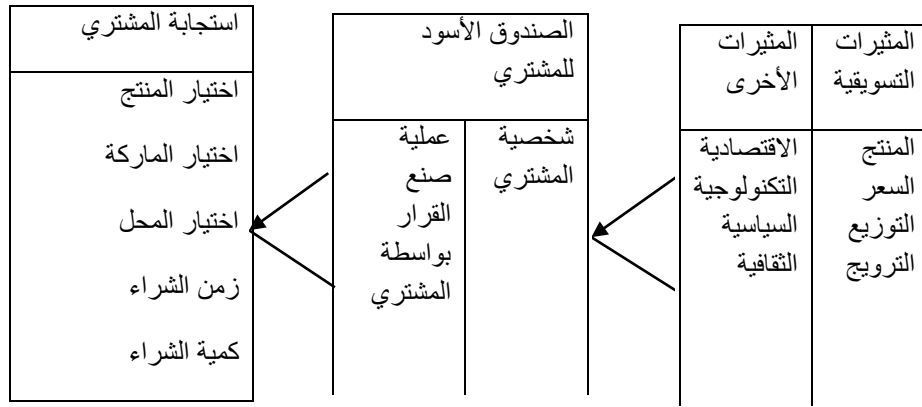 المثيرات
التسويقية
المثيرات
الأخرى
المنتج
السعر
التوزيع
الترويج
الاقتصادية
التكنولوجية
السياسية
الثقافية
الصندوق الأسود
للمشتري
شخصية
المشتري
عملية
صنع
القرار
بواسطة
المشتري
استجابة المشتري
اختيار المنتج
اختيار الماركة
اختيار المحل
زمن الشراء
كمية الشراء